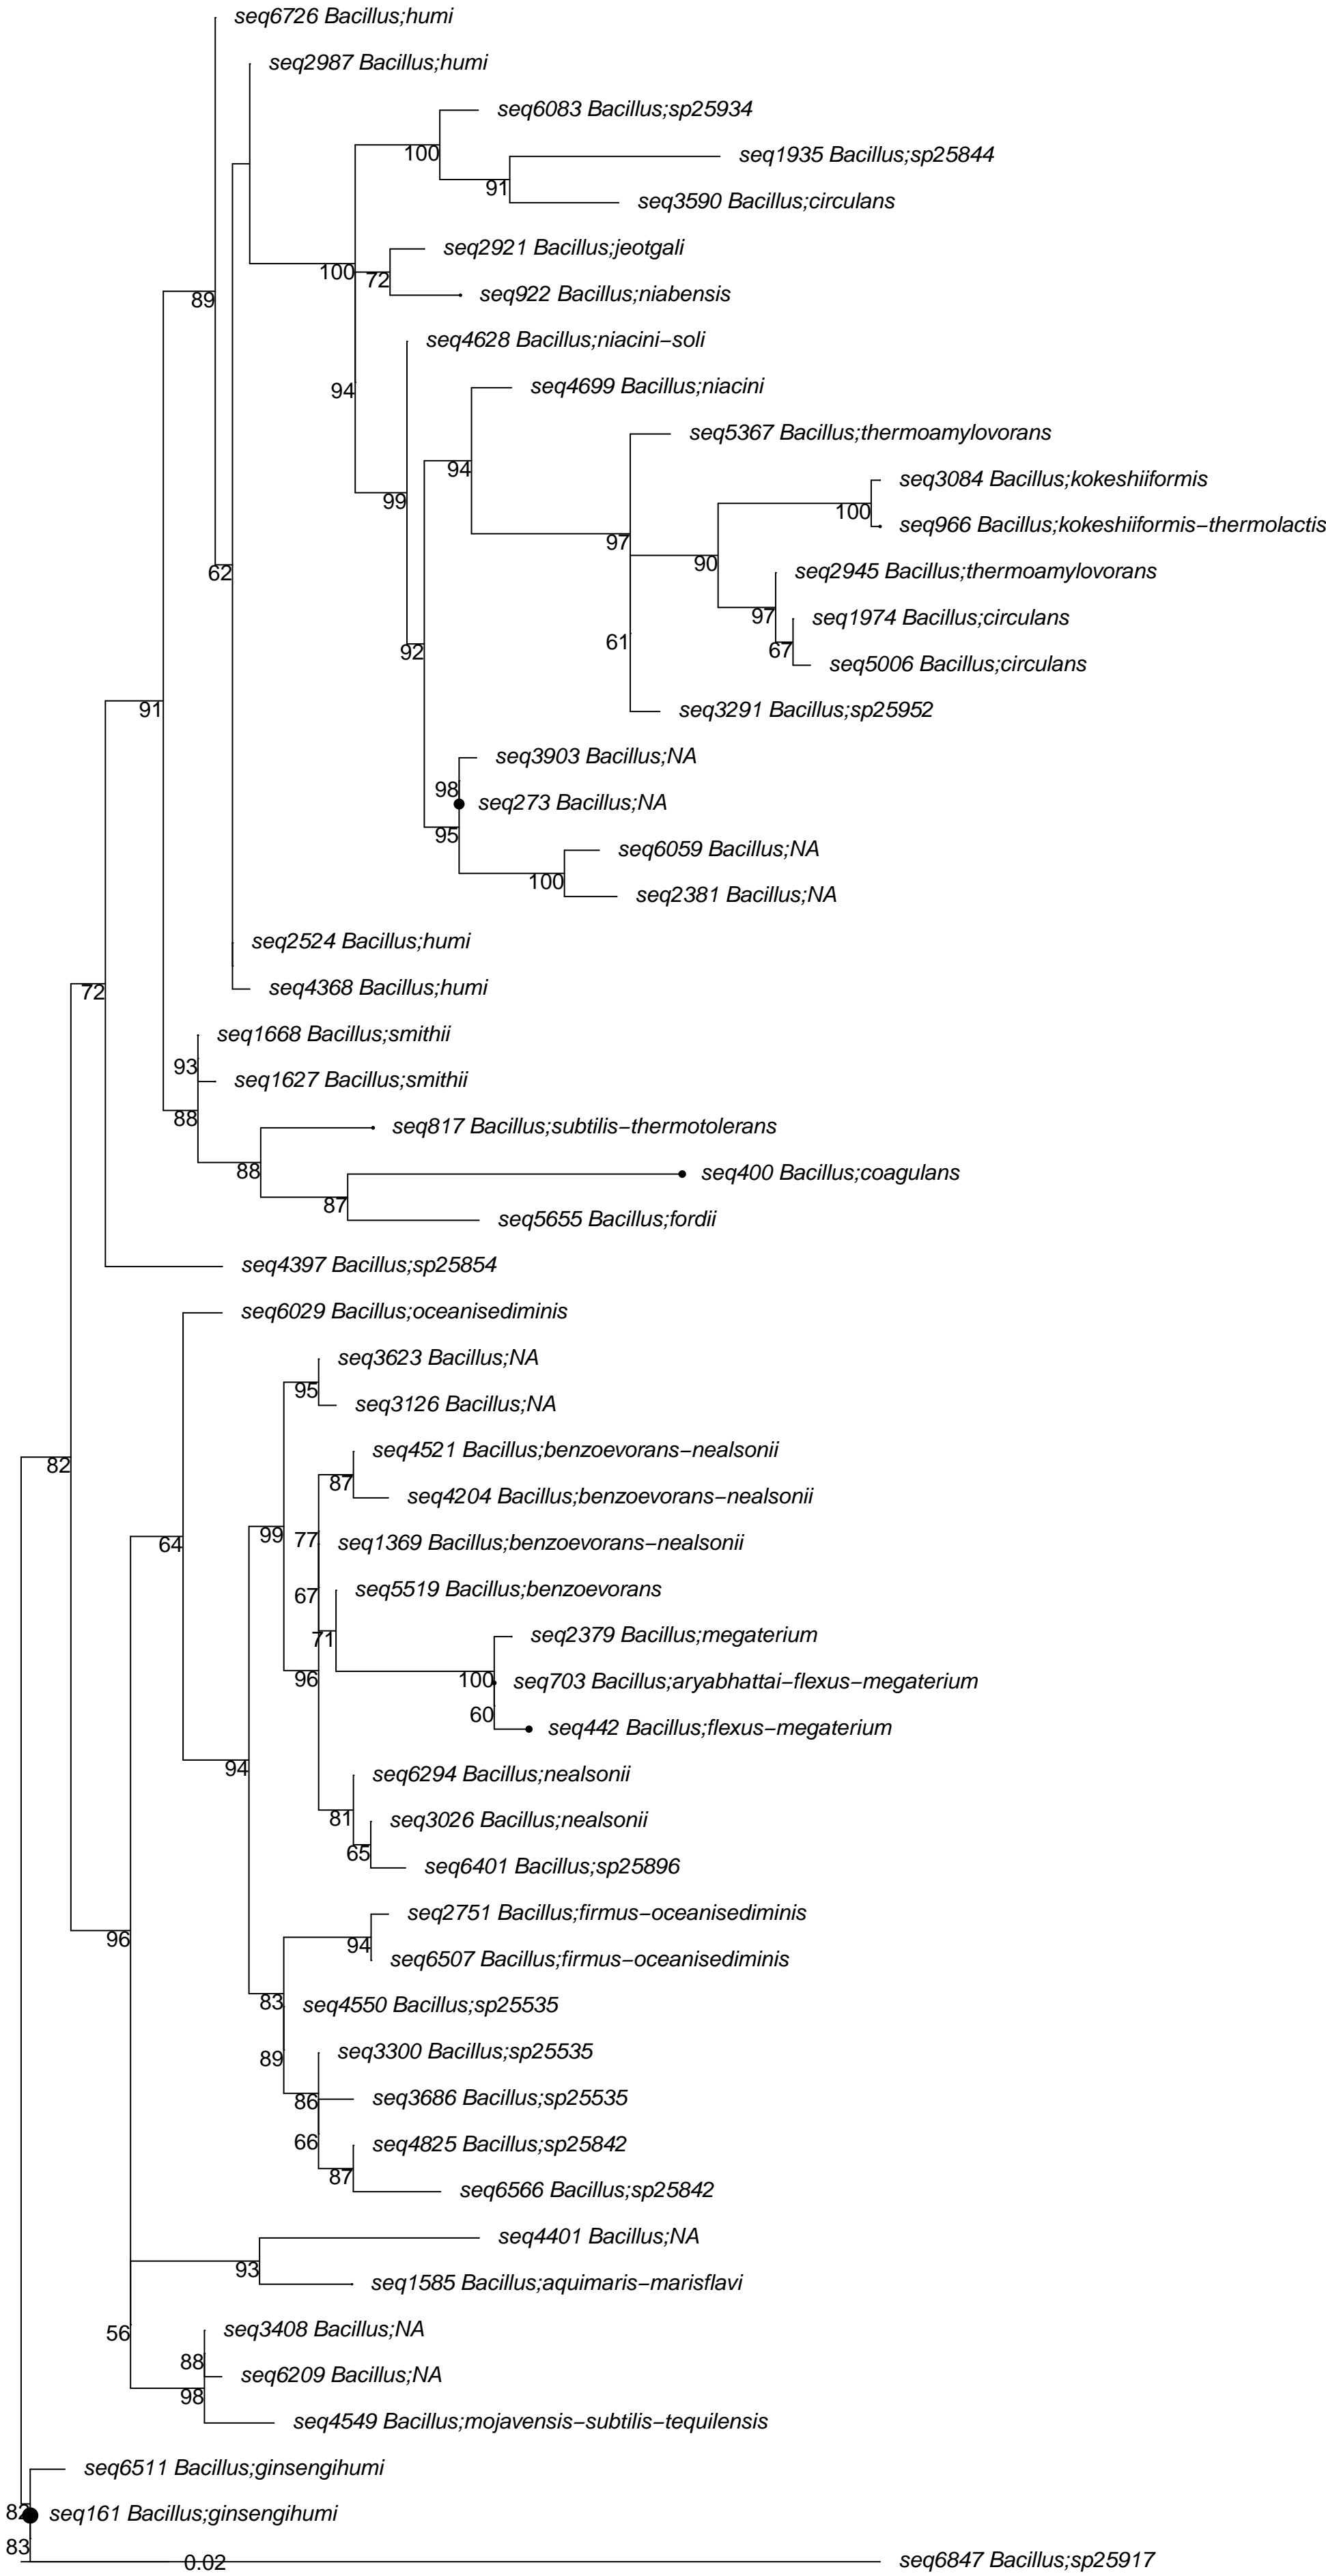 seq6726 Bacillus;humi
seq2987 Bacillus;humi
seq6083 Bacillus;sp25934
100
seq1935 Bacillus;sp25844
91
seq3590 Bacillus;circulans
seq2921 Bacillus;jeotgali
100
72
seq922 Bacillus;niabensis
89
seq4628 Bacillus;niacini−soli
94
seq4699 Bacillus;niacini
seq5367 Bacillus;thermoamylovorans
94
seq3084 Bacillus;kokeshiiformis
99
100
seq966 Bacillus;kokeshiiformis−thermolactis
97
90
62
seq2945 Bacillus;thermoamylovorans
97
seq1974 Bacillus;circulans
61
92
67
seq5006 Bacillus;circulans
91
seq3291 Bacillus;sp25952
seq3903 Bacillus;NA
98
seq273 Bacillus;NA
95
seq6059 Bacillus;NA
100
seq2381 Bacillus;NA
seq2524 Bacillus;humi
72
seq4368 Bacillus;humi
seq1668 Bacillus;smithii
93
seq1627 Bacillus;smithii
88
seq817 Bacillus;subtilis−thermotolerans
88
seq400 Bacillus;coagulans
87
seq5655 Bacillus;fordii
seq4397 Bacillus;sp25854
seq6029 Bacillus;oceanisediminis
seq3623 Bacillus;NA
95
seq3126 Bacillus;NA
seq4521 Bacillus;benzoevorans−nealsonii
82
87
seq4204 Bacillus;benzoevorans−nealsonii
64
99
77
seq1369 Bacillus;benzoevorans−nealsonii
67
seq5519 Bacillus;benzoevorans
71
seq2379 Bacillus;megaterium
96
100
seq703 Bacillus;aryabhattai−flexus−megaterium
60
seq442 Bacillus;flexus−megaterium
94
seq6294 Bacillus;nealsonii
81
seq3026 Bacillus;nealsonii
65
seq6401 Bacillus;sp25896
seq2751 Bacillus;firmus−oceanisediminis
96
94
seq6507 Bacillus;firmus−oceanisediminis
83
seq4550 Bacillus;sp25535
89
seq3300 Bacillus;sp25535
86
seq3686 Bacillus;sp25535
66
seq4825 Bacillus;sp25842
87
seq6566 Bacillus;sp25842
seq4401 Bacillus;NA
93
seq1585 Bacillus;aquimaris−marisflavi
56
seq3408 Bacillus;NA
88
seq6209 Bacillus;NA
98
seq4549 Bacillus;mojavensis−subtilis−tequilensis
seq6511 Bacillus;ginsengihumi
82
seq161 Bacillus;ginsengihumi
83
0.02
seq6847 Bacillus;sp25917